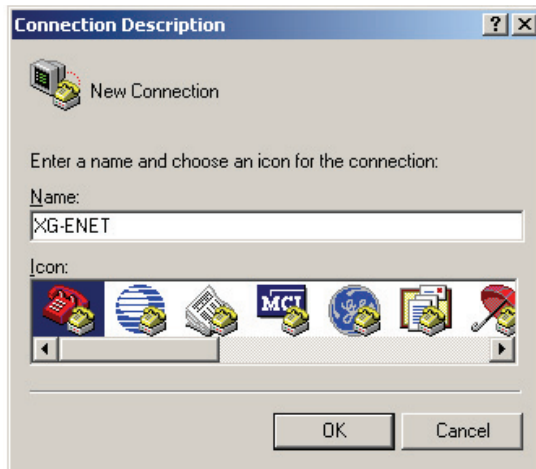 Connection Description
New Connection
Enter a name and choose an icon for the connection:
Name:
XG-ENET
Icon:
MCI
OK Cancel